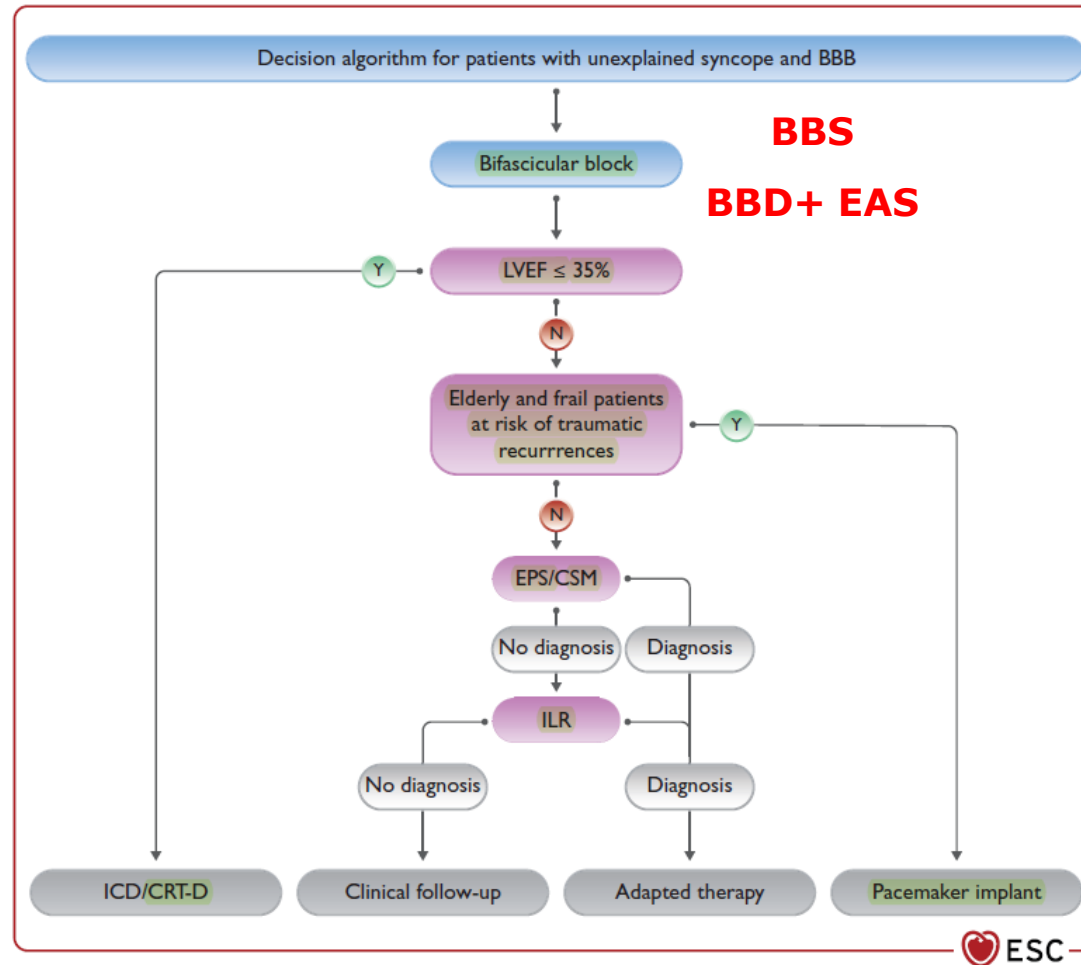 Decision algorithm for patients with unexplained syncope and BBB
BBS
Bifascicular block
BBD+ EAS
Y
LVEF ≤ 35%
N
Elderly and frail patients
at risk of traumatic
recurrrences
Y
N
EPS/CSM
No diagnosis
Diagnosis
ILR
No diagnosis
Diagnosis
ICD/CRT-D
Clinical follow-up
Adapted therapy
Pacemaker implant
ESC